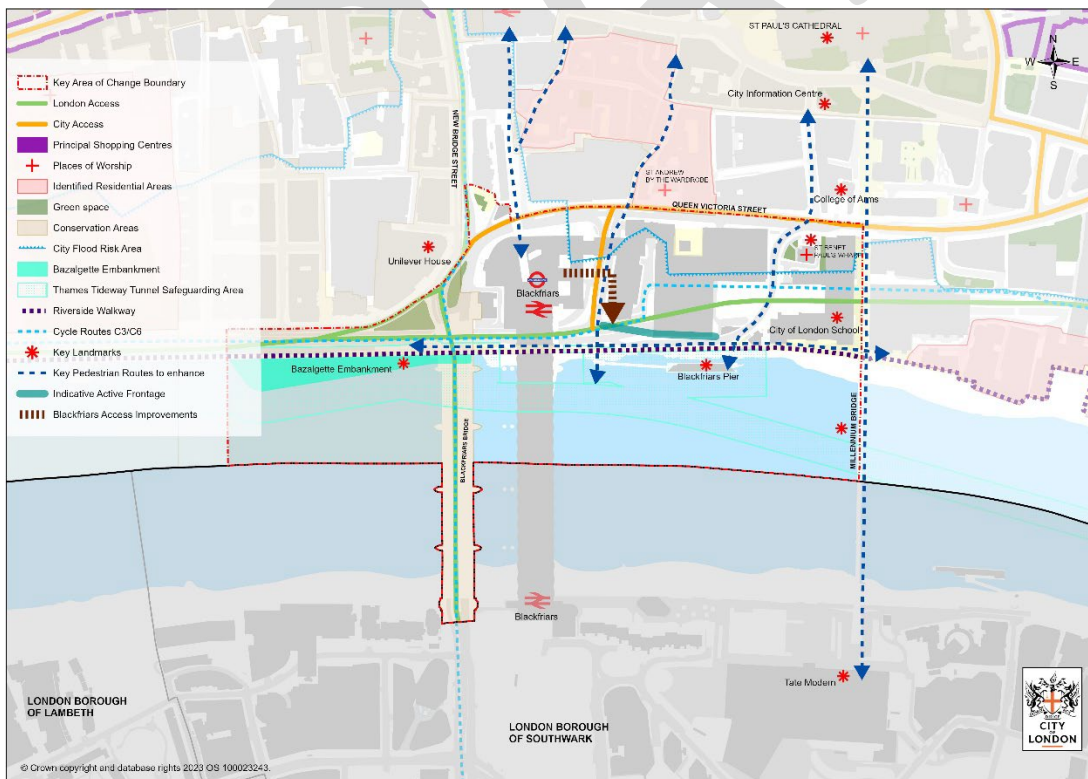 ST PAUL'S CATHEDRAL
N
W E
S
Key Area of Change Boundary
London Access
City Access
Principal Shopping Centres
Places of Worship
Identified Residential Areas
Green space
Conservation Areas
City Flood Risk Area
Bazalgette Embankment
Thames Tideway Tunnel Safeguarding Area
Riverside Walkway
Cycle Routes C3/C6
Key Landmarks
Key Pedestrian Routes to enhance
Indicative Active Frontage
Blackfriars Access Improvements
City Information Centre
NEW BRIDGE STREET
ST ANDREW
BY THE WARDROBE
College of Arms
QUEEN VICTORIA STREET
Unilever House
ST BENET
PAUL'S WHARF
Blackfriars
City of London School
Bazalgette Embankment
Blackfriars Pier
BLACKFRIARS BRIDGE
MILLENNIUM BRIDGE
Blackfriars
Tate Modern
LONDON BOROUGH
OF LAMBETH
LONDON BOROUGH
OF SOUTHWARK
CITY
OF
LONDON
© Crown copyright and database rights 2023 OS 100023243.